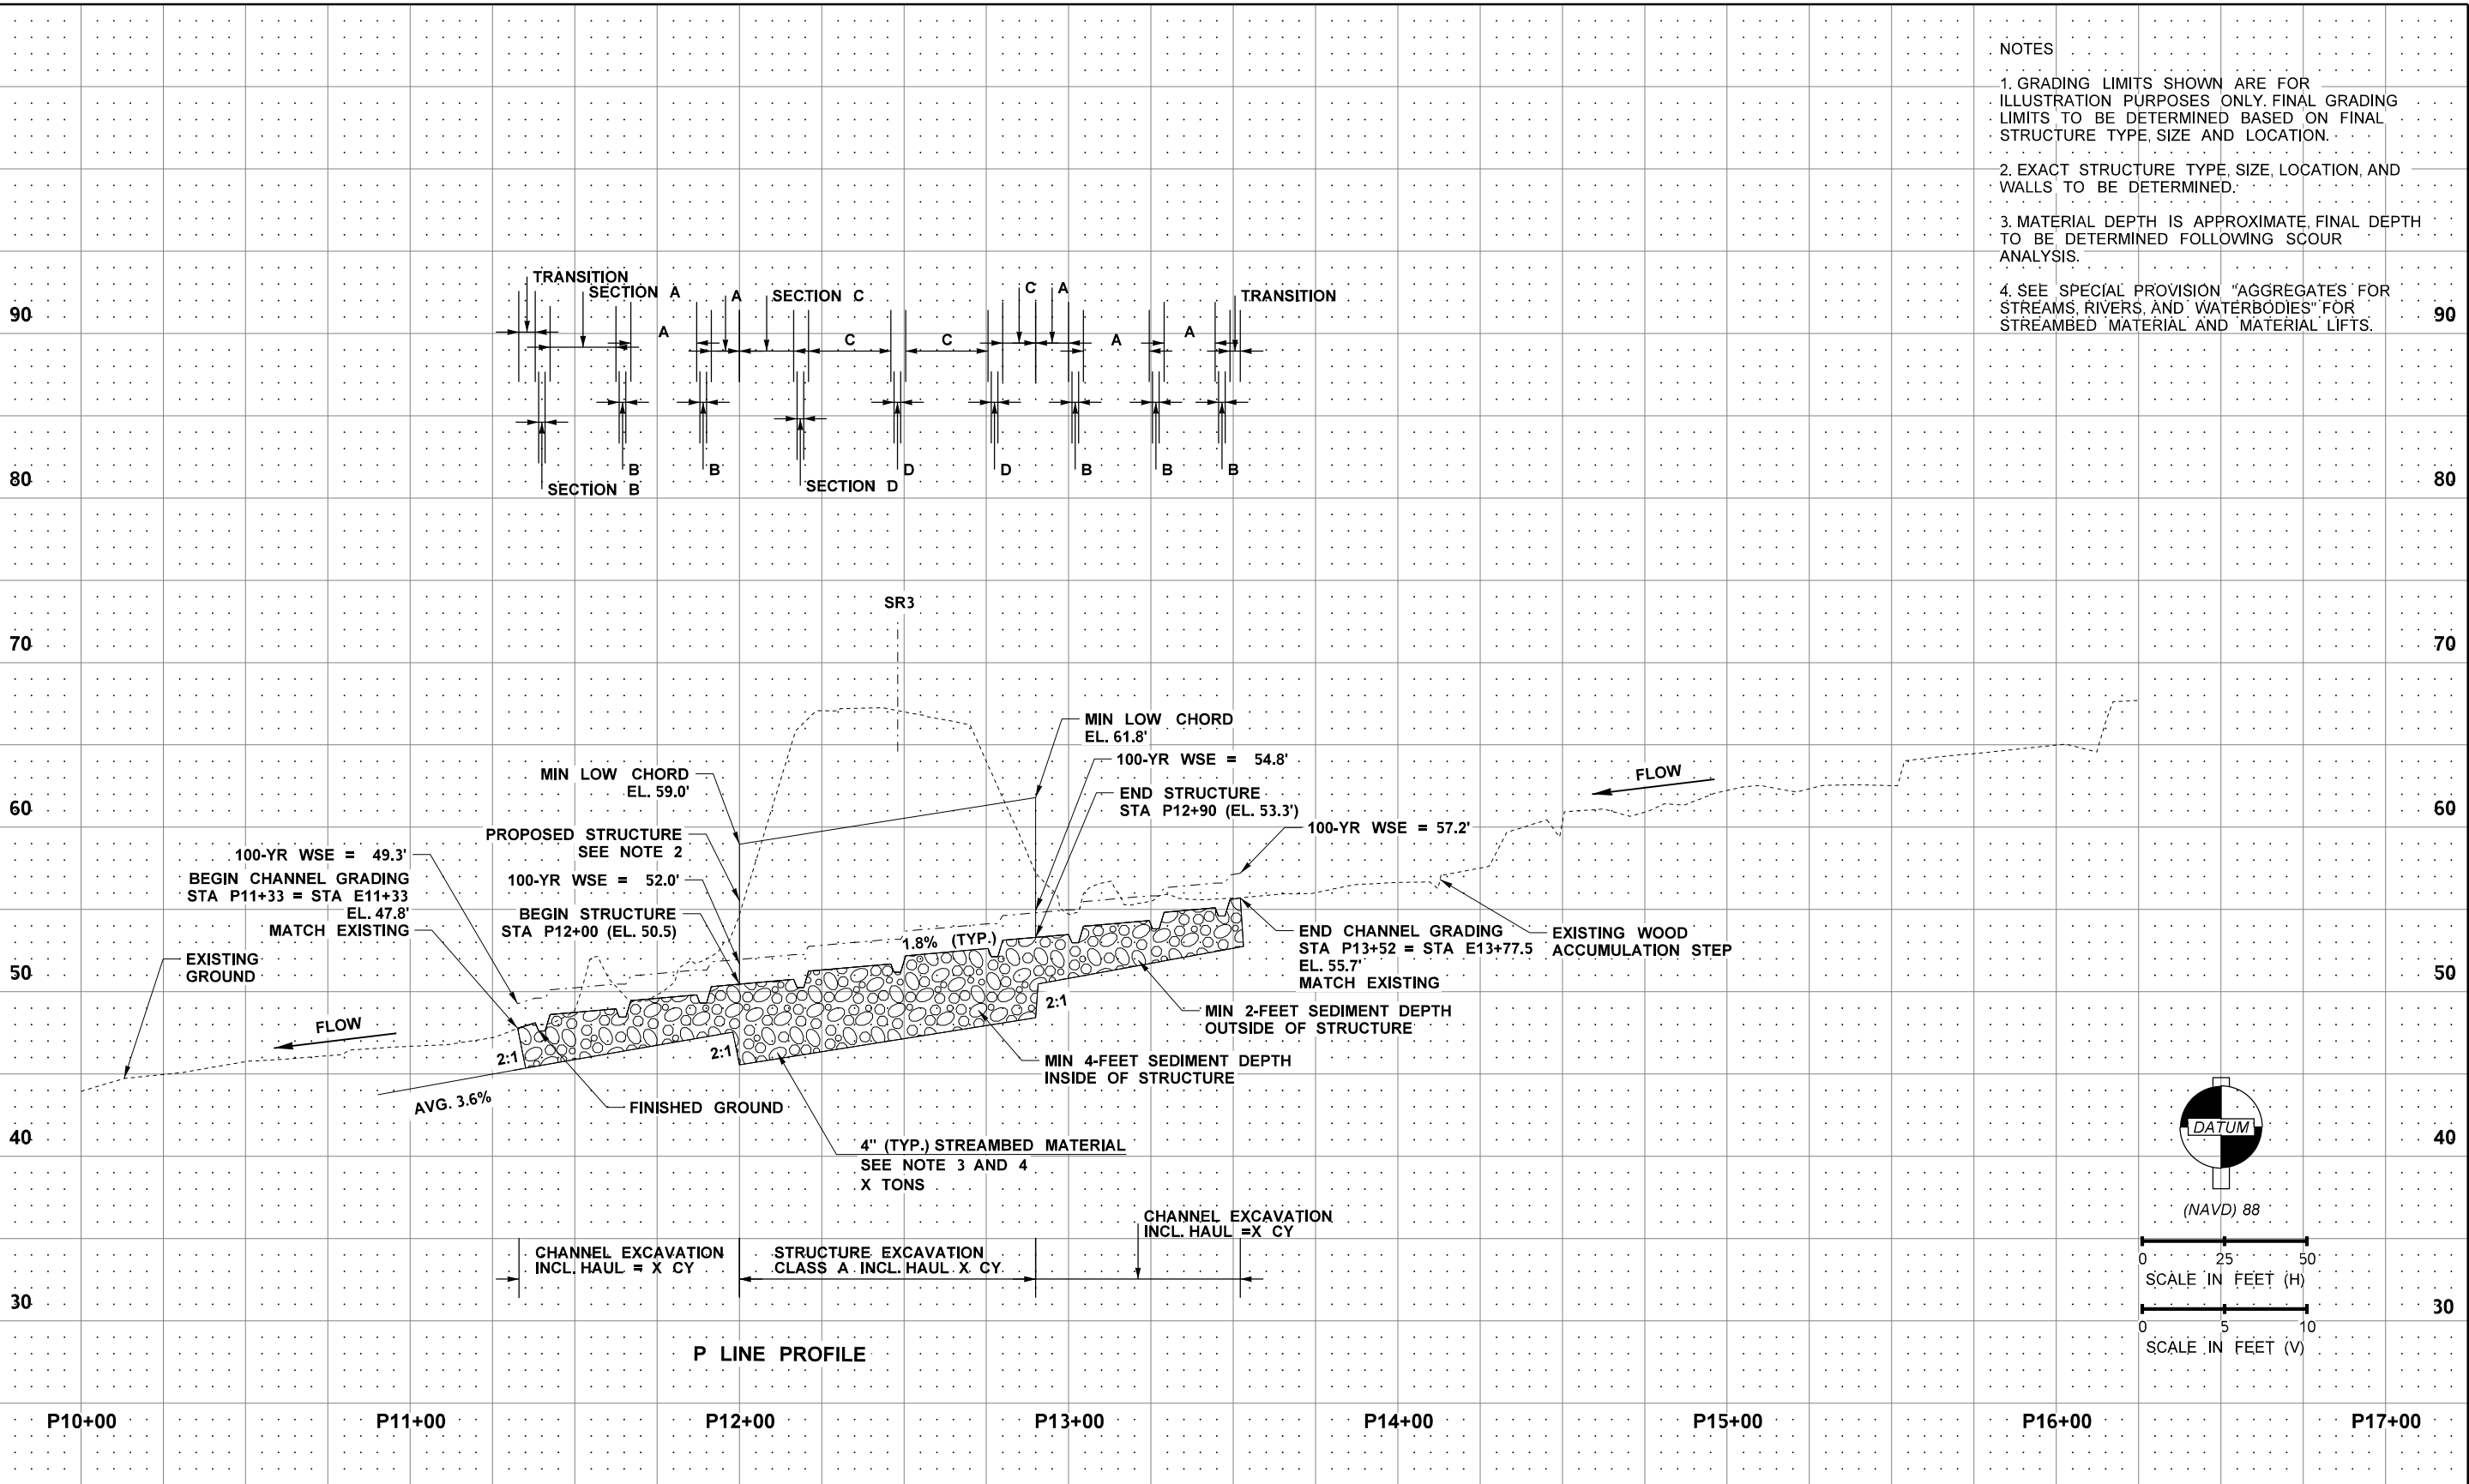 NOTES
1. GRADING LIMITS SHOWN ARE FOR
ILLUSTRATION PURPOSES ONLY. FINAL GRADING
LIMITS TO BE DETERMINED BASED ON FINAL
STRUCTURE TYPE, SIZE AND LOCATION.
2. EXACT STRUCTURE TYPE, SIZE, LOCATION, AND
WALLS TO BE DETERMINED.
3. MATERIAL DEPTH IS APPROXIMATE, FINAL DEPTH
TO BE DETERMINED FOLLOWING SCOUR
ANALYSIS.
4. SEE SPECIAL PROVISION "AGGREGATES FOR
STREAMS, RIVERS, AND WATERBODIES" FOR
STREAMBED MATERIAL AND MATERIAL LIFTS.
TRANSITION
SECTION A
A
SECTION C
C A
TRANSITION
90
90
A
C
C
A
A
B
B
D
D
B
B
B
80
80
SECTION B
SECTION D
SR3
70
70
MIN LOW CHORD
EL. 61.8'
100-YR WSE = 54.8'
MIN LOW CHORD
EL. 59.0'
END STRUCTURE
STA P12+90 (EL. 53.3')
FLOW
60
60
PROPOSED STRUCTURE
SEE NOTE 2
100-YR WSE = 57.2'
100-YR WSE = 49.3'
BEGIN CHANNEL GRADING
STA P11+33 = STA E11+33
EL. 47.8'
MATCH EXISTING
100-YR WSE = 52.0'
BEGIN STRUCTURE
STA P12+00 (EL. 50.5)
1.8% (TYP.)
END CHANNEL GRADING
STA P13+52 = STA E13+77.5
EL. 55.7'
MATCH EXISTING
EXISTING WOOD
ACCUMULATION STEP
EXISTING
GROUND
50
50
2:1
MIN 2-FEET SEDIMENT DEPTH
OUTSIDE OF STRUCTURE
FLOW
2:1
2:1
MIN 4-FEET SEDIMENT DEPTH
INSIDE OF STRUCTURE
AVG. 3.6%
FINISHED GROUND
40
40
4" (TYP.) STREAMBED MATERIAL
SEE NOTE 3 AND 4
X TONS
DATUM
(NAVD) 88
CHANNEL EXCAVATION
INCL. HAUL = X CY
STRUCTURE EXCAVATION
CLASS A INCL. HAUL X CY
CHANNEL EXCAVATION
INCL. HAUL =X CY
0 25 50
SCALE IN FEET (H)
30
30
0 5 10
SCALE IN FEET (V)
P LINE PROFILE
P10+00 P11+00 P12+00 P13+00 P14+00 P15+00 P16+00 P17+00